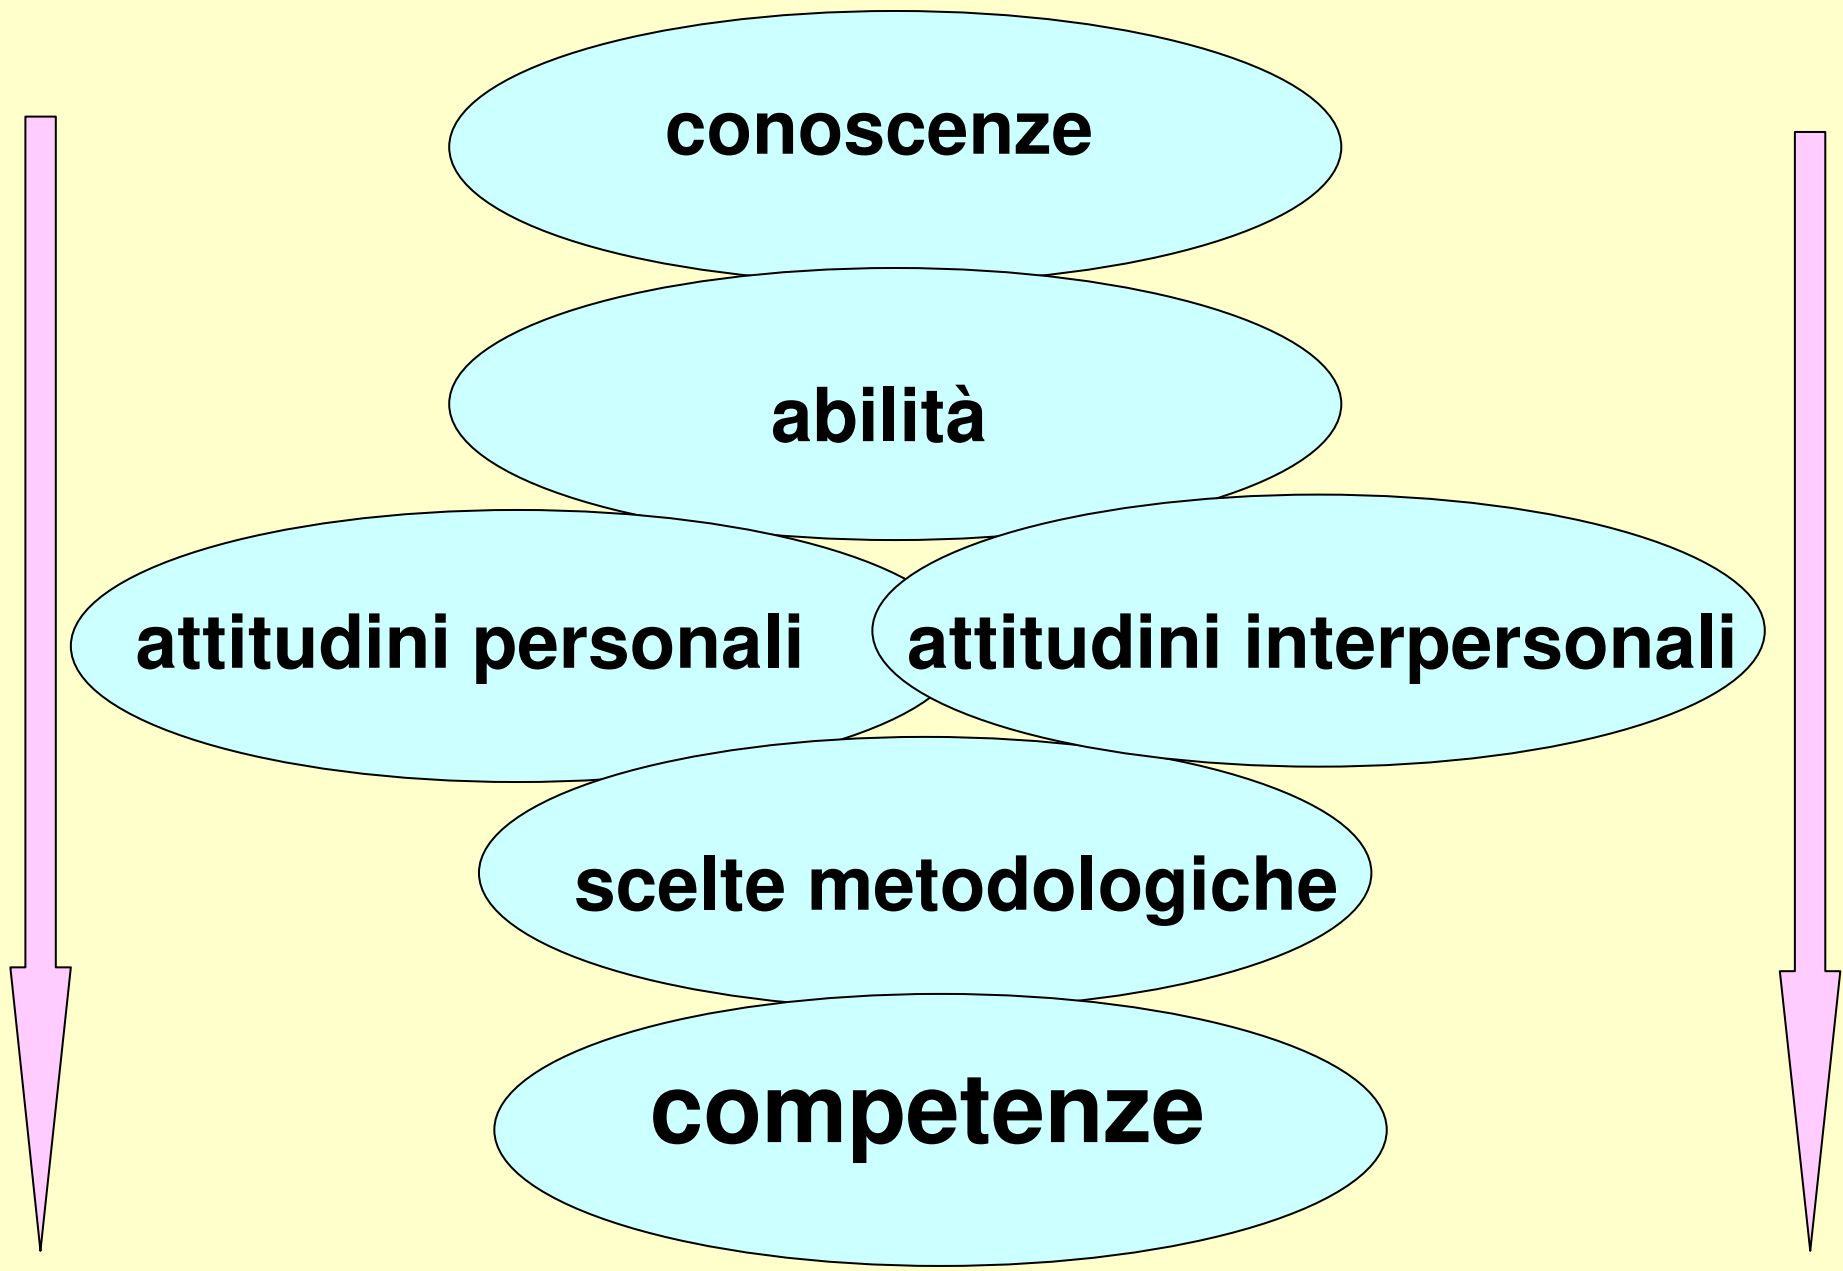 conoscenze
abilità
attitudini personali
attitudini interpersonali
scelte metodologiche
competenze